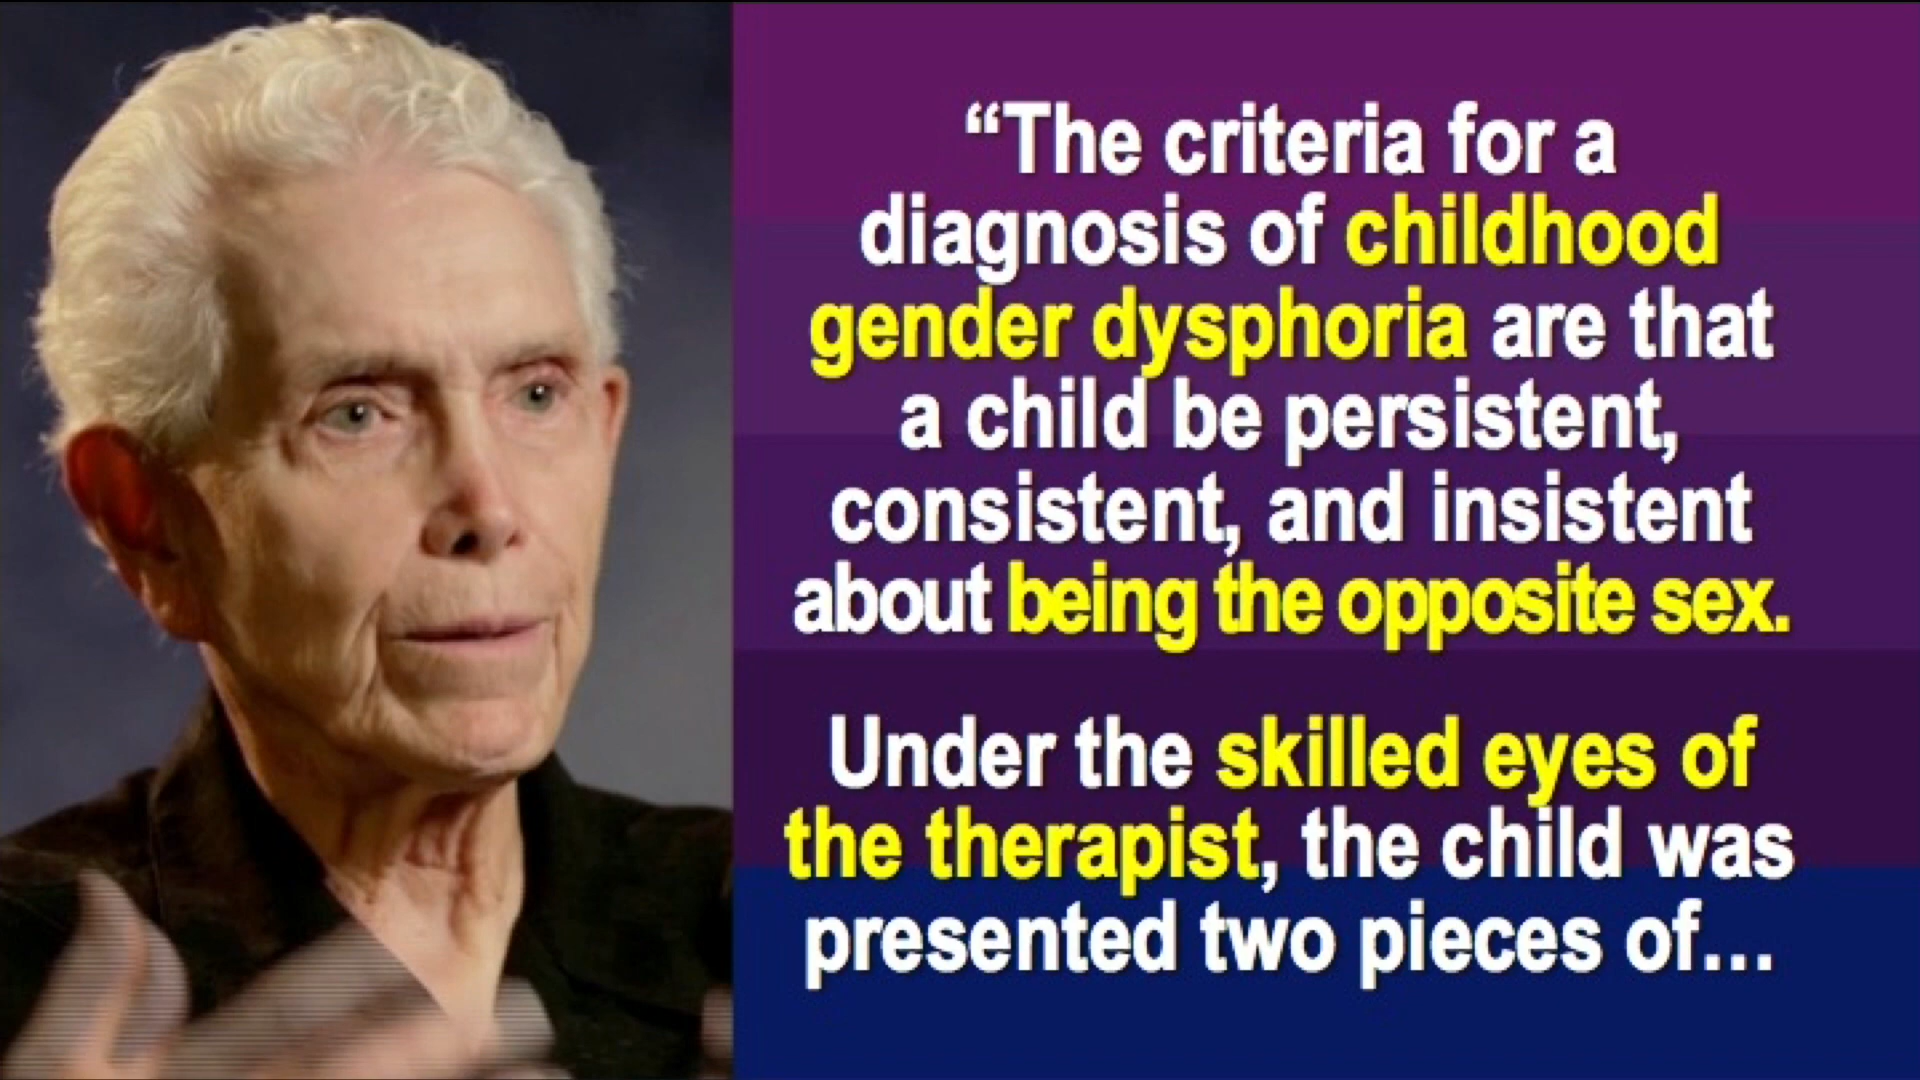 “The criteria for a
diagnosis of childhood
gender dysphoria are that
a child be persistent,
consistent, and insistent
about being the opposite sex.
Under the skilled eyes of
the therapist, the child was
presented two pieces of...